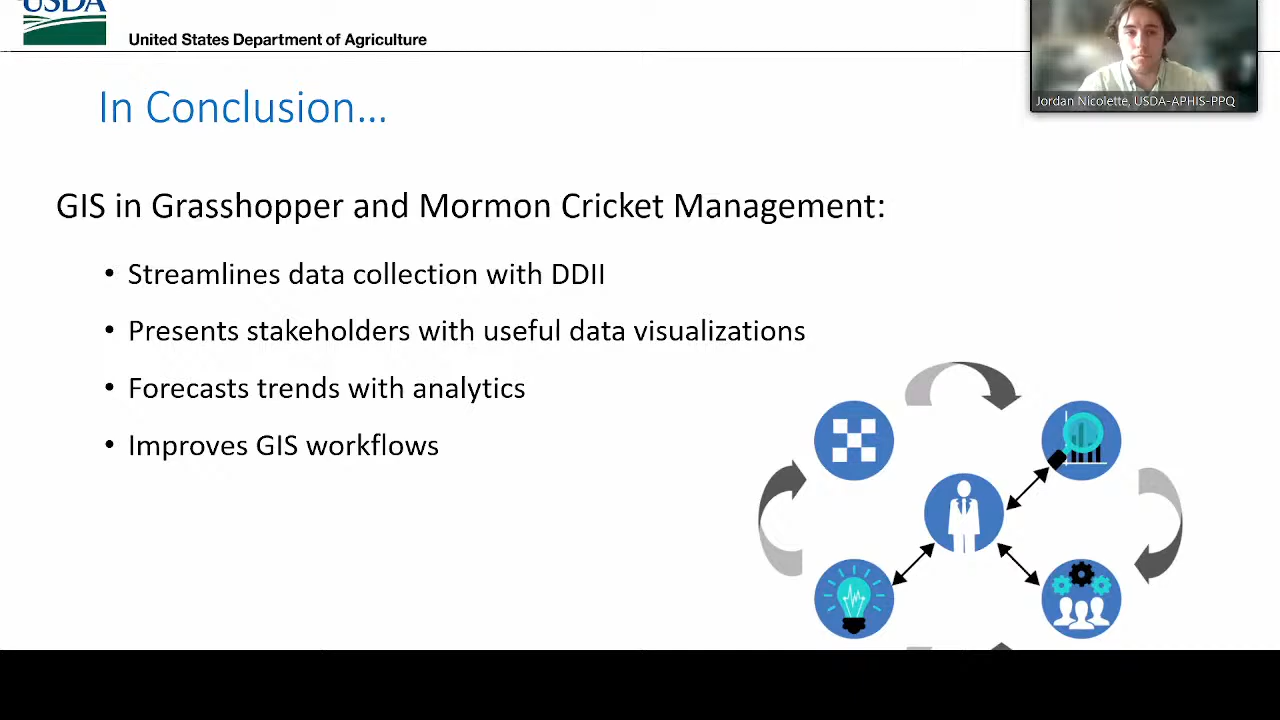 USDA
United States Department of Agriculture
Jordan Nicolette, USDA-APHIS-PPQ
In Conclusion...
GIS in Grasshopper and Mormon Cricket Management:
• Streamlines data collection with DDII
• Presents stakeholders with useful data visualizations
• Forecasts trends with analytics
• Improves GIS workflows